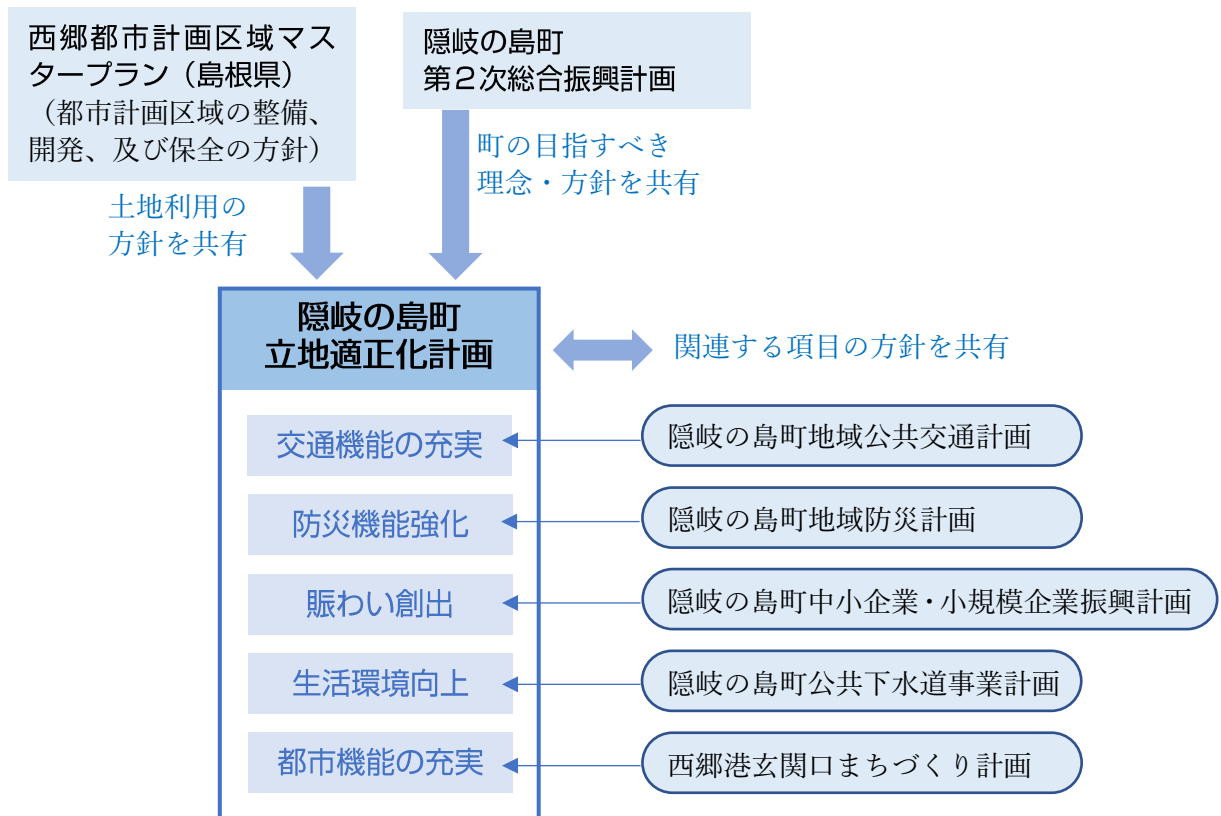 西郷都市計画区域マス
タープラン（島根県）
（都市計画区域の整備、
開発、及び保全の方針）
隠岐の島町
第２次総合振興計画
土地利用の
方針を共有
町の目指すべき
理念・方針を共有
隠岐の島町
立地適正化計画
関連する項目の方針を共有
交通機能の充実
隠岐の島町地域公共交通計画
防災機能強化
隠岐の島町地域防災計画
賑わい創出
隠岐の島町中小企業・小規模企業振興計画
生活環境向上
隠岐の島町公共下水道事業計画
都市機能の充実
西郷港玄関口まちづくり計画